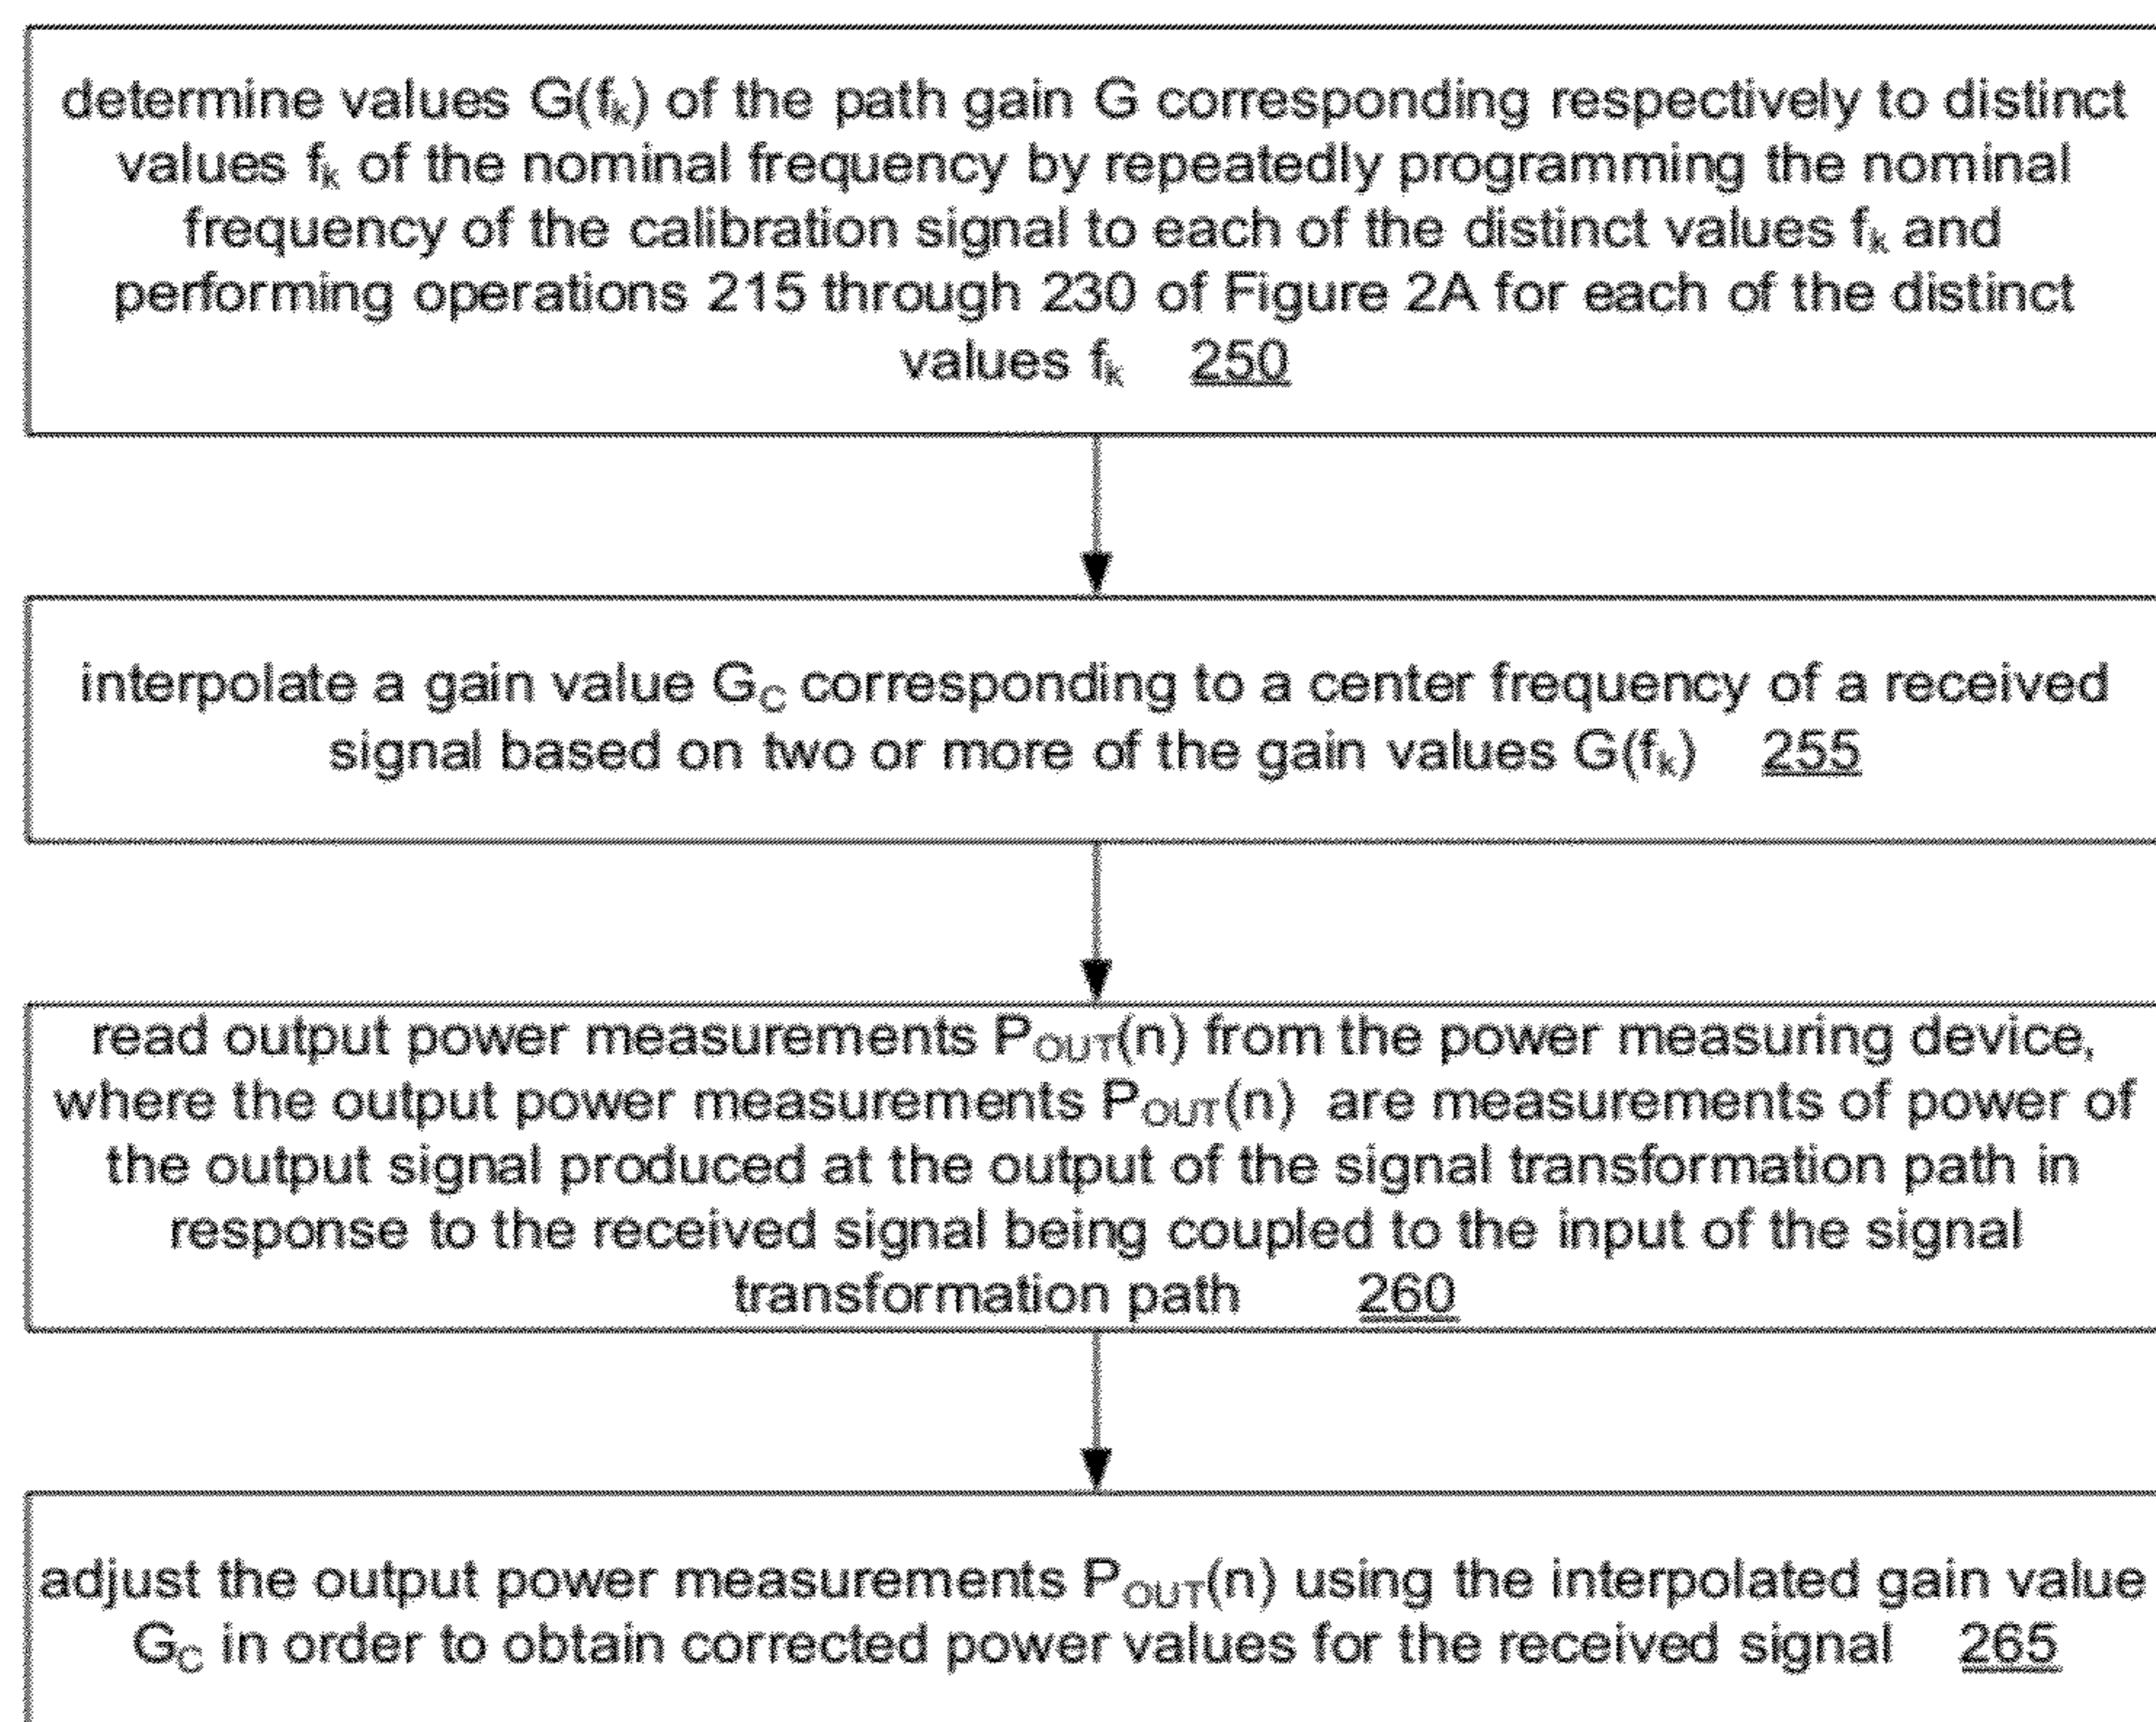 determine values G(fk) of the path gain G corresponding respectively to distinct
values fk of the nominal frequency by repeatedly programming the nominal
frequency of the calibration signal to each of the distinct values fk and
performing operations 215 through 230 of Figure 2A for each of the distinct
values fk 250
interpolate a gain value GC corresponding to a center frequency of a received
signal based on two or more of the gain values G(fk) 255
read output power measurements POUT(n) from the power measuring device,
where the output power measurements POUT(n) are measurements of power of
the output signal produced at the output of the signal transformation path in
response to the received signal being coupled to the input of the signal
transformation path 260
adjust the output power measurements POUT(n) using the interpolated gain value
GC in order to obtain corrected power values for the received signal 265